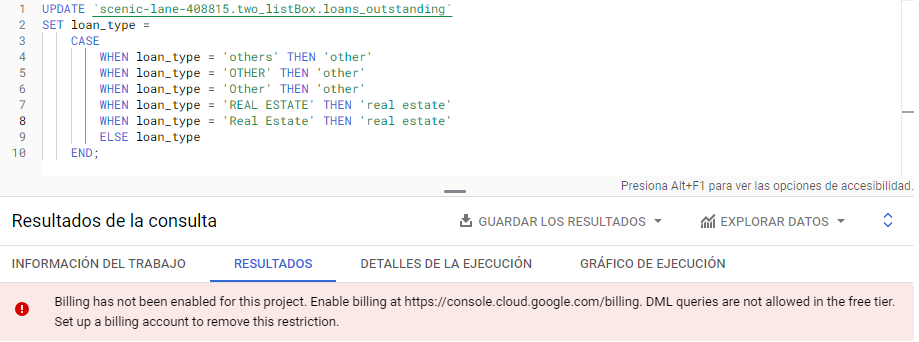 1 UPDATE `scenic-lane-408815.two_listBox.loans_outstanding`
2 SET loan_type =
3 CASE
4 WHEN loan_type = 'others' THEN 'other'
5 WHEN loan_type = 'OTHER' THEN 'other'
6 WHEN loan_type = 'Other' THEN 'other'
7 WHEN loan_type = 'REAL ESTATE' THEN 'real estate'
8 WHEN loan_type = 'Real Estate' THEN 'real estate'
9 ELSE loan_type
10 END;
Presiona Alt+F1 para ver las opciones de accesibilidad.
Resultados de la consulta GUARDAR LOS RESULTADOS EXPLORAR DATOS
INFORMACIÓN DEL TRABAJO RESULTADOS DETALLES DE LA EJECUCIÓN GRÁFICO DE EJECUCIÓN
Billing has not been enabled for this project. Enable billing at https://console.cloud.google.com/billing. DML queries are not allowed in the free tier.
Set up a billing account to remove this restriction.